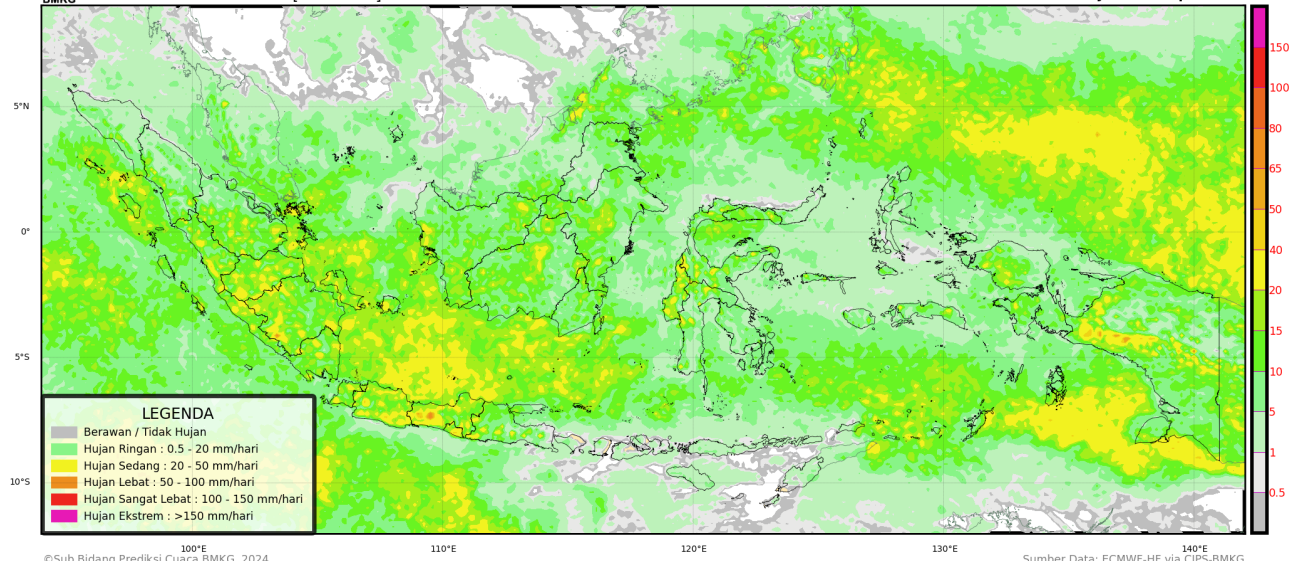 BMKG
5°N
0°
5°S
10°S
100°E
110°E
120°E
130°E
140°E
LEGENDA
Berawan / Tidak Hujan
Hujan Ringan : 0.5 - 20 mm/hari
Hujan Sedang : 20 - 50 mm/hari
Hujan Lebat : 50 - 100 mm/hari
Hujan Sangat Lebat : 100 - 150 mm/hari
Hujan Ekstrem : >150 mm/hari
150
100
80
65
50
40
20
15
10
5
1
0.5
©Sub Bidang Prediksi Cuaca BMKG, 2024
Sumber Data: ECMWF-HF via CIPS-BMKG